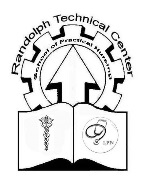 Randolph Technical Center
School of Practical Nursing
LPN